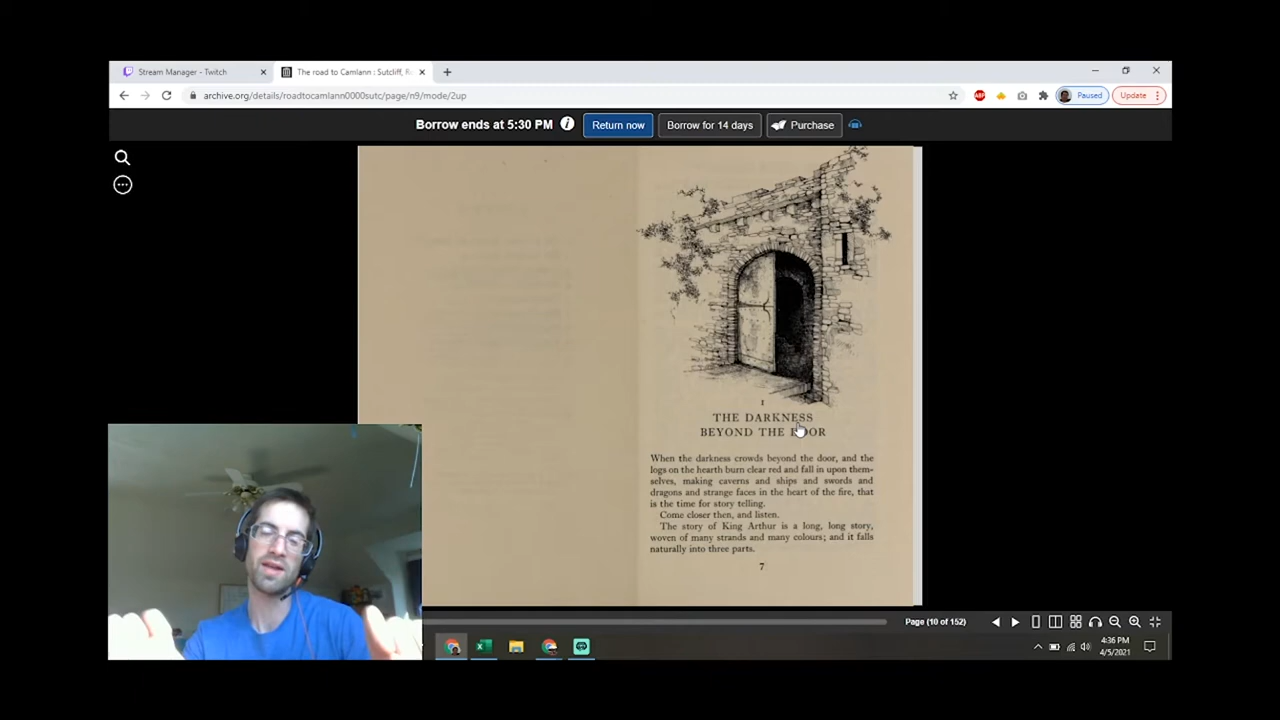 Stream Manager - Twitch
The road to Camlann : Sutcliff, R
archive.org/details/roadtocamlann0000sutc/page/n9/mode/2up
ABP
Paused
Update
Borrow ends at 5:30 PM
Return now
Borrow for 14 days
Purchase
I
THE DARKNESS
BEYOND THE DOOR
When the darkness crowds beyond the door, and the
logs on the hearth burn clear red and fall in upon them-
selves, making caverns and ships and swords and
dragons and strange faces in the heart of the fire, that
is the time for story telling.
Come closer then, and listen.
The story of King Arthur is a long, long story,
woven of many strands and many colours; and it falls
naturally into three parts.
7
Page (10 of 152)
4:36 PM
4/5/2021